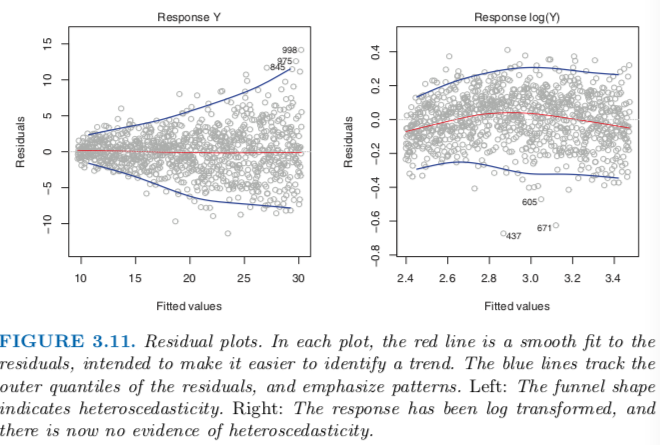 Response Y
Response log(Y)
998
975
845
15
10
5
0
−5
−10
Residuals
10 15 20 25 30
Fitted values
0.4
0.2
0.0
−0.2
−0.4
−0.6
−0.8
Residuals
605
671
437
2.4 2.6 2.8 3.0 3.2 3.4
Fitted values
FIGURE 3.11. Residual plots. In each plot, the red line is a smooth fit to the
residuals, intended to make it easier to identify a trend. The blue lines track the
outer quantiles of the residuals, and emphasize patterns. Left: The funnel shape
indicates heteroscedasticity. Right: The response has been log transformed, and
there is now no evidence of heteroscedasticity.